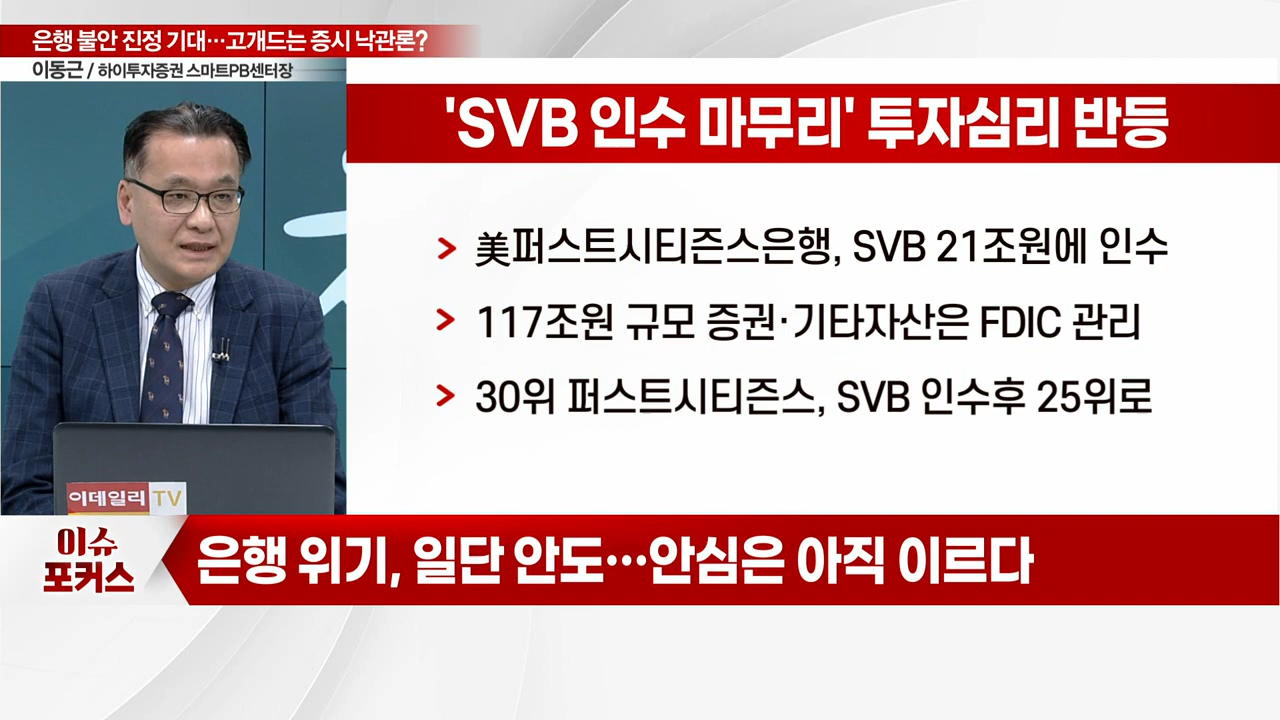 은행 불안 진정 기대…고개드는 증시 낙관론?
이동근 / 하이투자증권 스마트PB센터장
'SVB 인수 마무리' 투자심리 반등
美퍼스트시티즌스은행, SVB 21조원에 인수
117조원 규모 증권·기타자산은 FDIC 관리
30위 퍼스트시티즌스, SVB 인수후 25위로
이데일리 TV
이슈
포커스
은행 위기, 일단 안도…안심은 아직 이르다